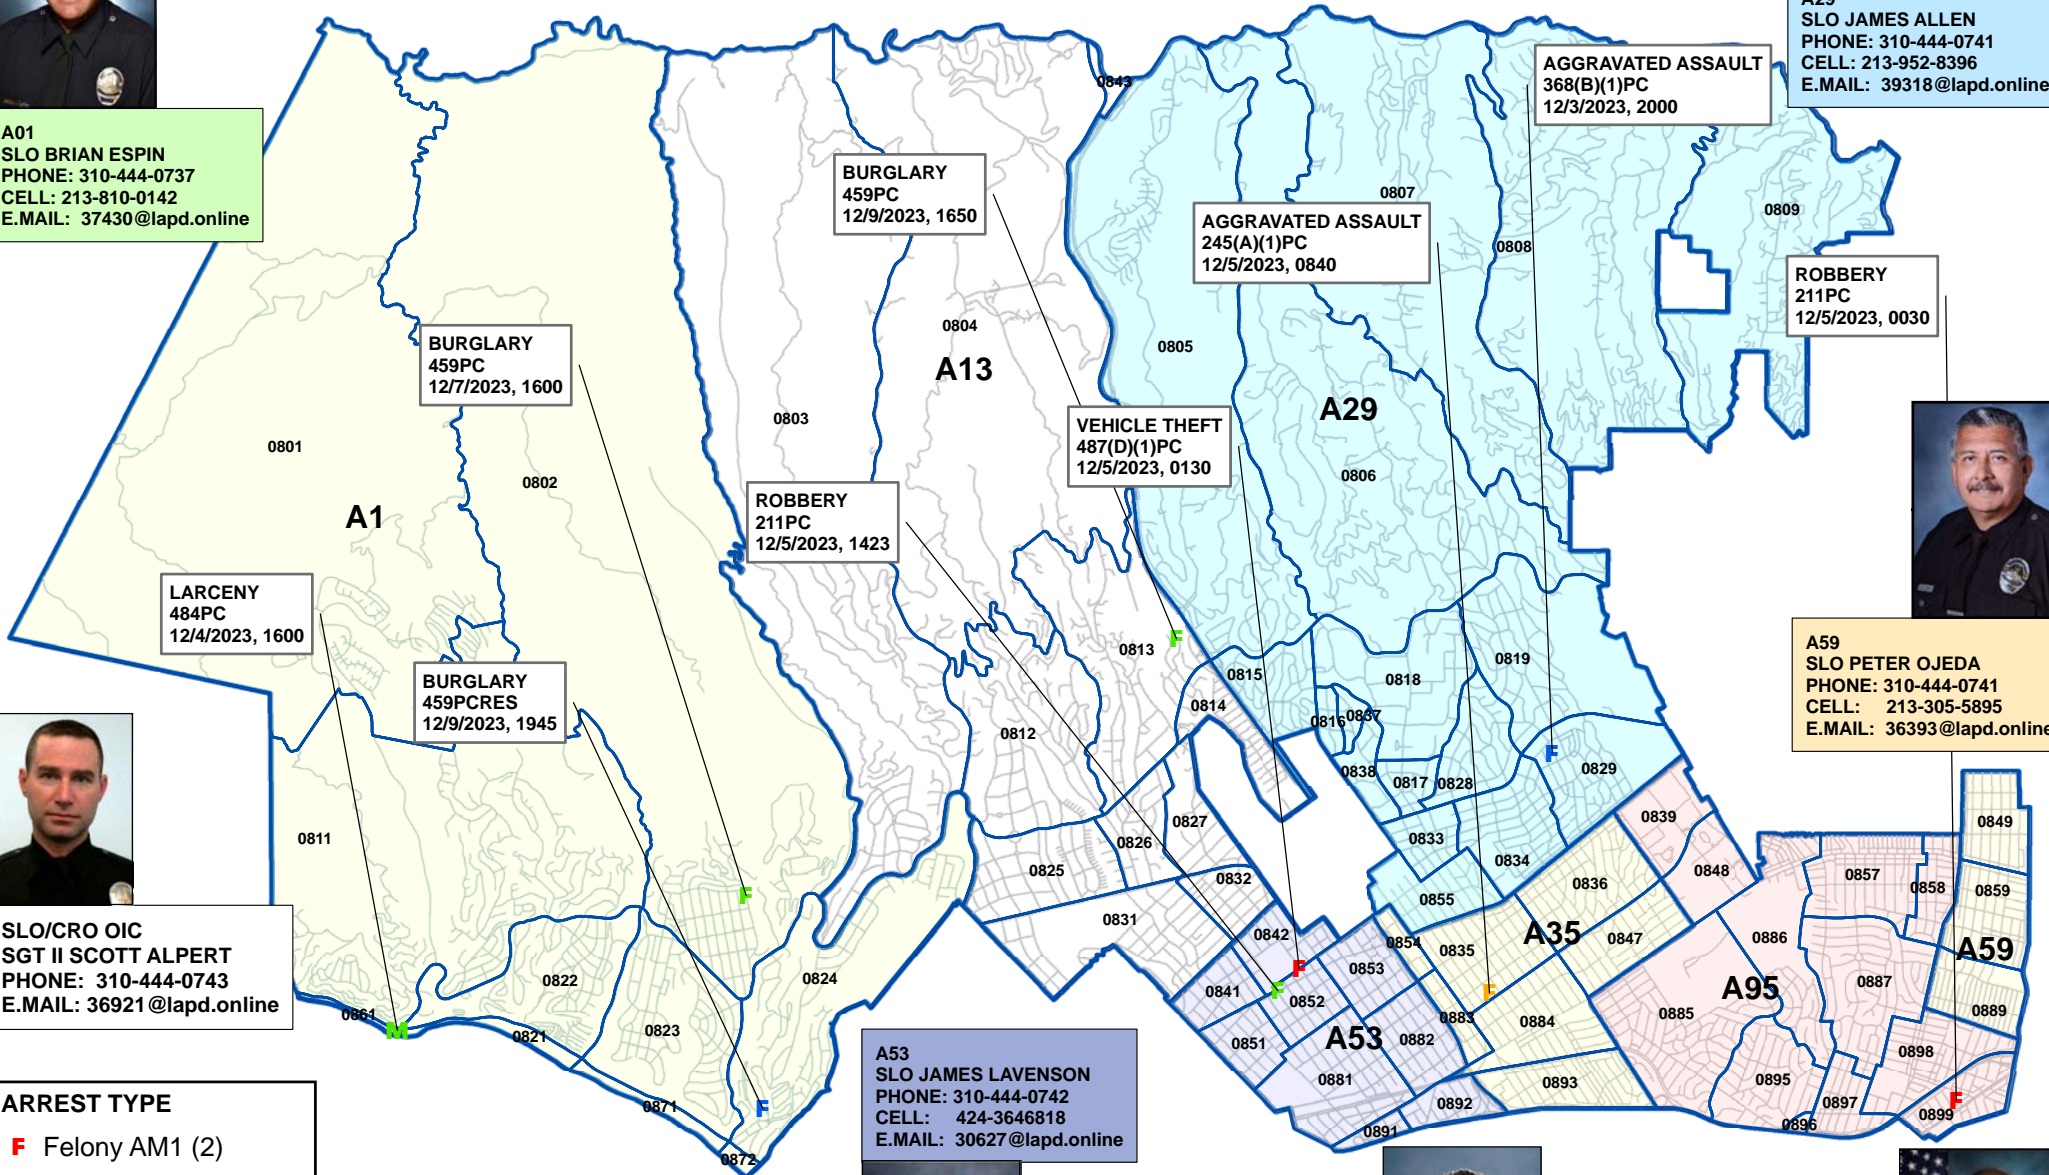 A29
SLO JAMES ALLEN
PHONE: 310-444-0741
CELL: 213-952-8396
E.MAIL: 39318@lapd.online
A01
SLO BRIAN ESPIN
PHONE: 310-444-0737
CELL: 213-810-0142
E.MAIL: 37430@lapd.online
AGGRAVATED ASSAULT
368(B)(1)PC
12/3/2023, 2000
BURGLARY
459PC
12/9/2023, 1650
AGGRAVATED ASSAULT
245(A)(1)PC
12/5/2023, 0840
ROBBERY
211PC
12/5/2023, 0030
BURGLARY
459PC
12/7/2023, 1600
VEHICLE THEFT
487(D)(1)PC
12/5/2023, 0130
ROBBERY
211PC
12/5/2023, 1423
LARCENY
484PC
12/4/2023, 1600
BURGLARY
459PCRES
12/9/2023, 1945
A59
SLO PETER OJEDA
PHONE: 310-444-0741
CELL: 213-305-5895
E.MAIL: 36393@lapd.online
SLO/CRO OIC
SGT II SCOTT ALPERT
PHONE: 310-444-0743
E.MAIL: 36921@lapd.online
A53
SLO JAMES LAVENSON
PHONE: 310-444-0742
CELL: 424-3646818
E.MAIL: 30627@lapd.online
ARREST TYPE
F Felony AM1 (2)
0843
0807
0809
0808
0804
0805
A13
A29
0803
0801
0802
0806
A1
0813
0819
0815
0818
0814
0816
0837
0812
0838
0817
0828
0829
F
F
0811
0827
0826
0833
0839
0849
0825
0834
0848
0857
0858
0859
0832
0836
0855
F
0831
0842
0854
0835
A35
0847
0886
A59
0824
0822
0841
0852
0853
A95
0887
F
F
F
0861
M
0821
0823
0851
A53
0882
0883
0884
0885
0889
0898
0881
0893
0895
0871
F
0892
0897
0899
F
0891
0896
0872